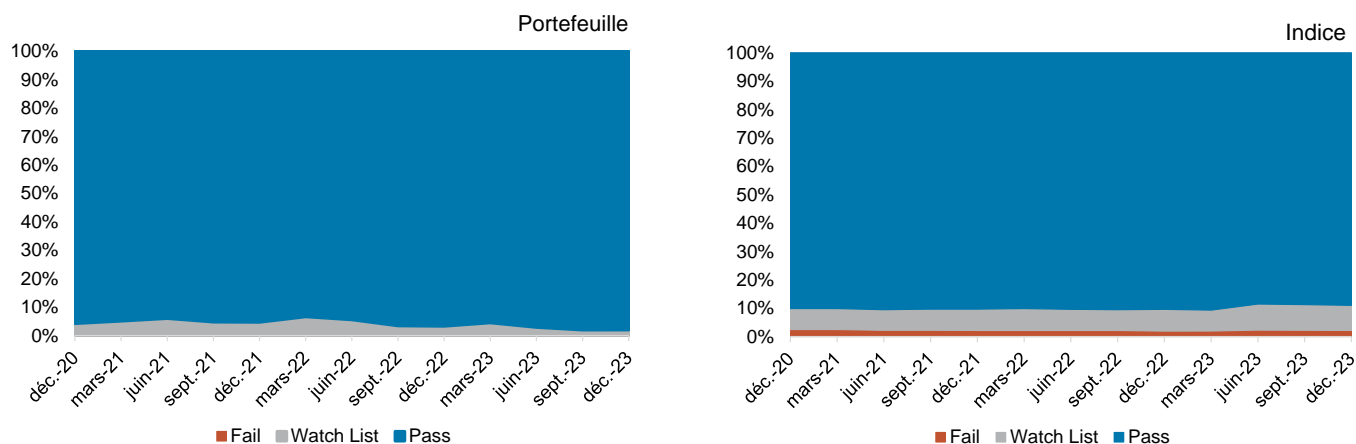 Portefeuille
100%
90%
80%
70%
60%
50%
40%
30%
20%
10%
0%
déc.-20
mars-21
juin-21
sept.-21
déc.-21
mars-22
juin-22
sept.-22
déc.-22
mars-23
juin-23
sept.-23
déc.-23
Fail Watch List Pass
Indice
100%
90%
80%
70%
60%
50%
40%
30%
20%
10%
0%
déc.-20
mars-21
juin-21
sept.-21
déc.-21
mars-22
juin-22
sept.-22
déc.-22
mars-23
juin-23
sept.-23
déc.-23
Fail Watch List Pass